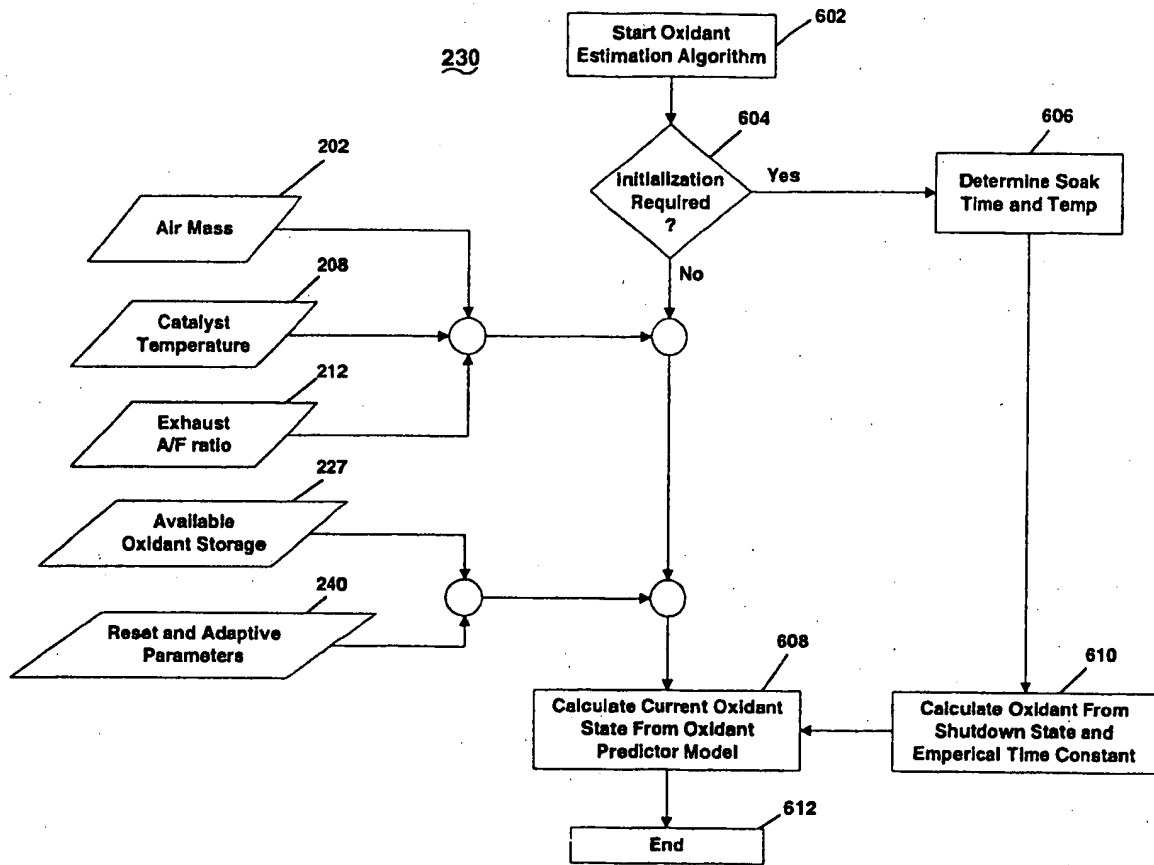 602
Start Oxidant
Estimation Algorithm
230
604
606
202
Initialization
Required
?
Yes
Determine Soak
Time and Temp
Air Mass
No
208
Catalyst
Temperature
212
Exhaust
A/F ratio
227
Available
Oxidant Storage
240
Reset and Adaptive
Parameters
608
610
Calculate Current Oxidant
State From Oxidant
Predictor Model
Calculate Oxidant From
Shutdown State and
Emperical Time Constant
612
End